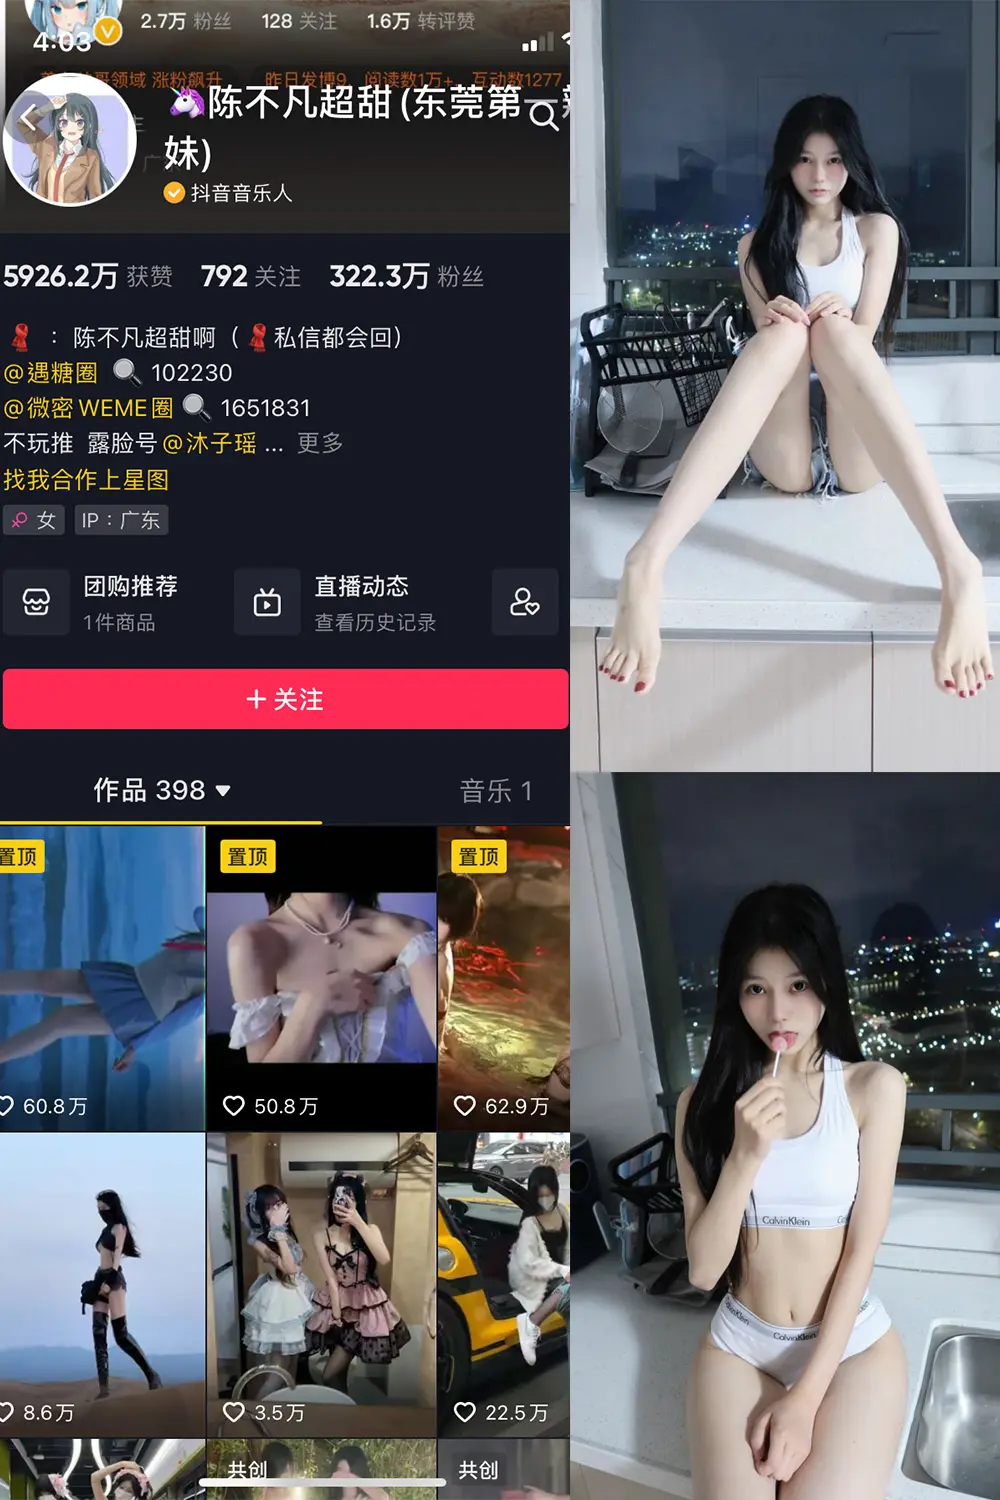 2.7万 粉丝 128 关注 1.6万 转评赞
4:03
领域 涨粉飙升 昨日发博9 阅读数1万+ 互动数1277
陈不凡超甜(东莞第一辣
妹)
抖音音乐人
5926.2万 获赞 792 关注 322.3万 粉丝
： 陈不凡超甜啊（ 私信都会回）
@遇糖圈 102230
@微密WEME圈 1651831
不玩推 露脸号@沐子瑶 ... 更多
找我合作上星图
女 IP：广东
团购推荐 直播动态
1件商品 查看历史记录
+ 关注
作品 398 音乐 1
置顶 置顶 置顶
60.8万 50.8万 62.9万
8.6万 3.5万 22.5万
共创 共创
CalvinKlein
CalvinKlein